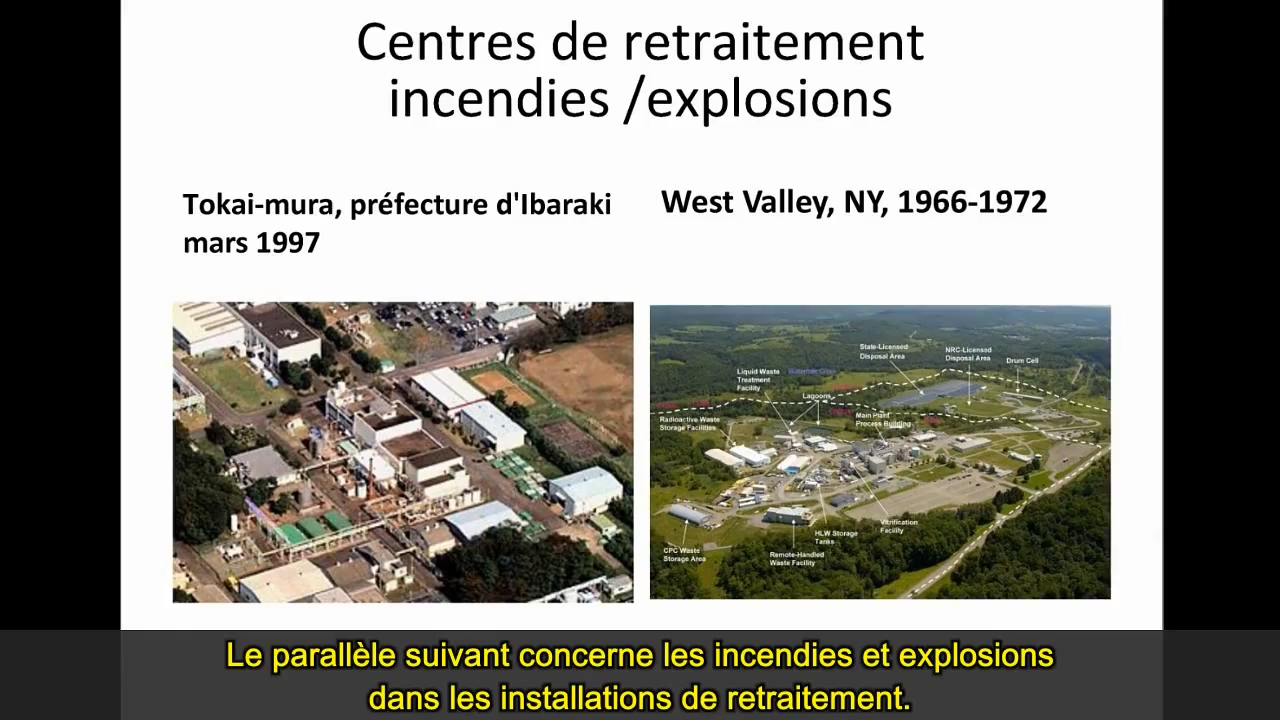 Centres de retraitement
incendies /explosions
Tokai-mura, préfecture d'Ibaraki
mars 1997
West Valley, NY, 1966-1972
State-Licensed
Disposal Area
NRC-Licensed
Disposal Area
Drum Cell
Liquid Waste
Treatment
Facility
Lagoons
Radioactive Waste
Storage Facilities
Main Plant
Process Building
CPC Waste
Storage Area
Remote-Handled
Waste Facility
HLW Storage
Tanks
Vitrification
Facility
Le parallèle suivant concerne les incendies et explosions
dans les installations de retraitement.